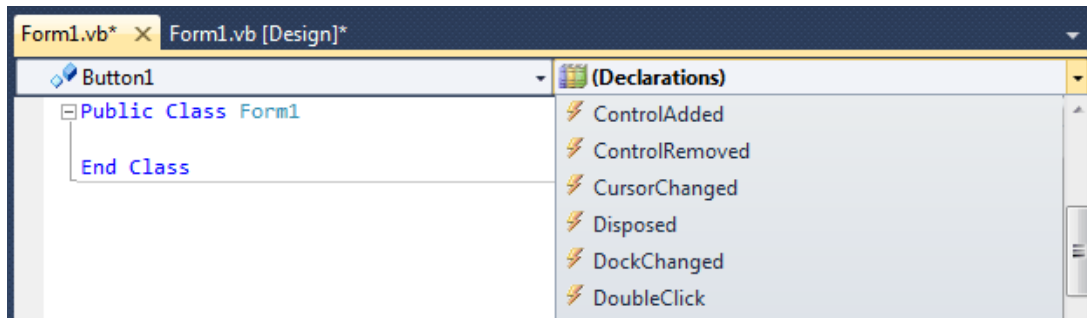 Form1.vb* Form1.vb [Design]*
Button1 (Declarations)
Public Class Form1
End Class
ControlAdded
ControlRemoved
CursorChanged
Disposed
DockChanged
DoubleClick